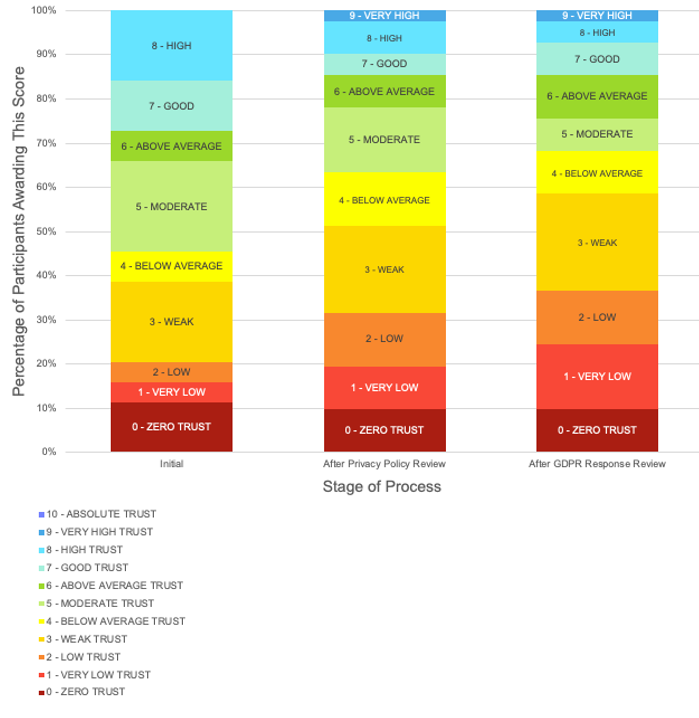 100%
90%
80%
70%
60%
50%
40%
30%
20%
10%
0%
Percentage of Participants Awarding This Score
8 - HIGH
7 - GOOD
6 - ABOVE AVERAGE
5 - MODERATE
4 - BELOW AVERAGE
3 - WEAK
2 - LOW
1 - VERY LOW
0 - ZERO TRUST
9 - VERY HIGH
8 - HIGH
7 - GOOD
6 - ABOVE AVERAGE
5 - MODERATE
4 - BELOW AVERAGE
3 - WEAK
2 - LOW
1 - VERY LOW
0 - ZERO TRUST
9 - VERY HIGH
8 - HIGH
7 - GOOD
6 - ABOVE AVERAGE
5 - MODERATE
4 - BELOW AVERAGE
3 - WEAK
2 - LOW
1 - VERY LOW
0 - ZERO TRUST
Initial
After Privacy Policy Review
After GDPR Response Review
Stage of Process
10 - ABSOLUTE TRUST
9 - VERY HIGH TRUST
8 - HIGH TRUST
7 - GOOD TRUST
6 - ABOVE AVERAGE TRUST
5 - MODERATE TRUST
4 - BELOW AVERAGE TRUST
3 - WEAK TRUST
2 - LOW TRUST
1 - VERY LOW TRUST
0 - ZERO TRUST